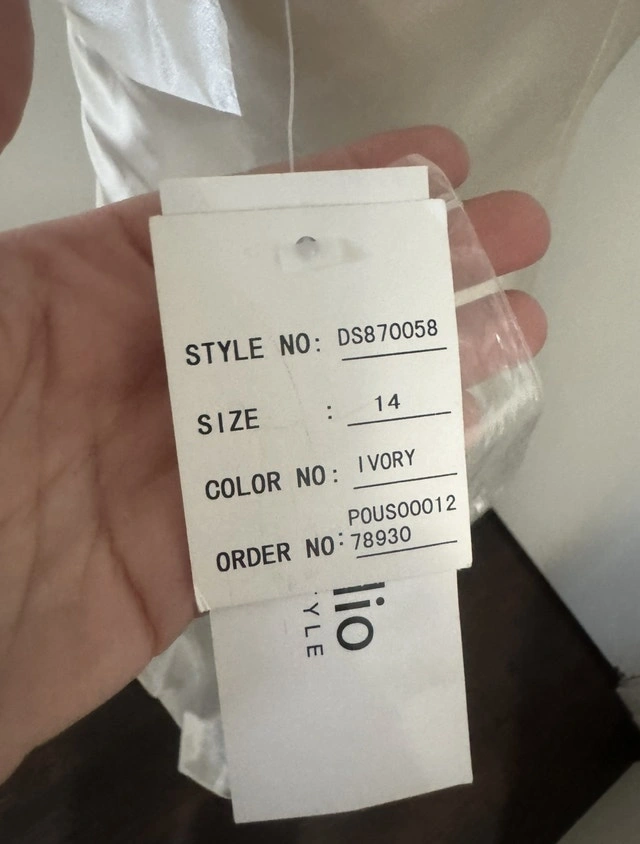 STYLE NO: DS870058
SIZE : 14
COLOR NO: IVORY
ORDER NO: POUS00012
78930
lio
YLE